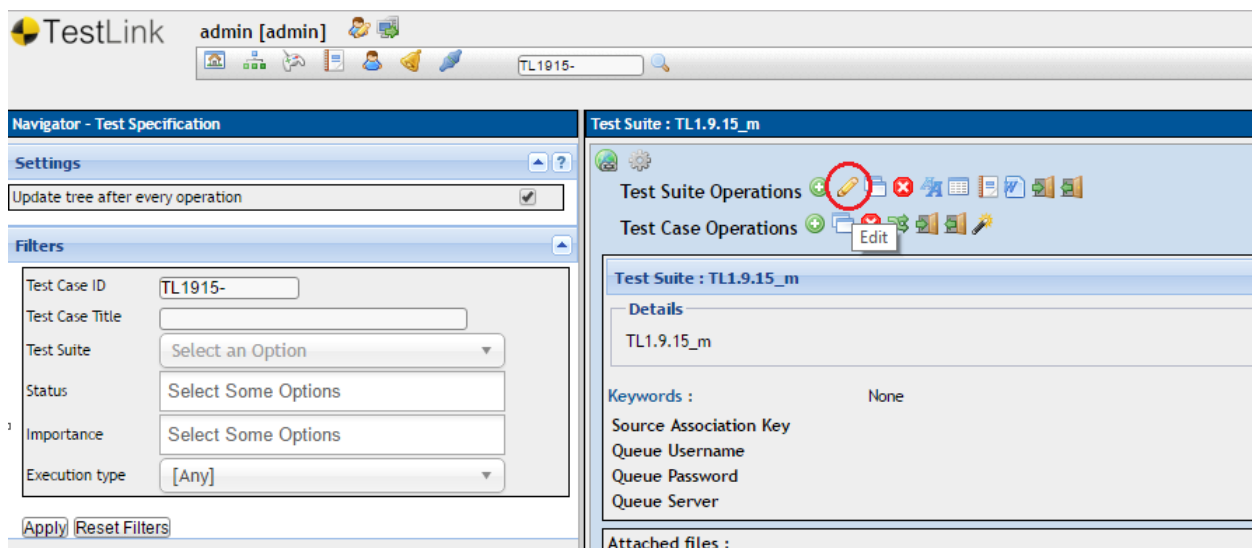 TestLink
admin [admin]
TL1915-
Navigator - Test Specification
Settings
?
Update tree after every operation
Filters
Test Case ID TL1915-
Test Case Title
Test Suite Select an Option
Status Select Some Options
Importance Select Some Options
Execution type [Any]
Apply Reset Filters
Test Suite : TL1.9.15_m
Test Suite Operations
Test Case Operations
Edit
Test Suite : TL1.9.15_m
Details
TL1.9.15_m
Keywords : None
Source Association Key
Queue Username
Queue Password
Queue Server
Attached files :